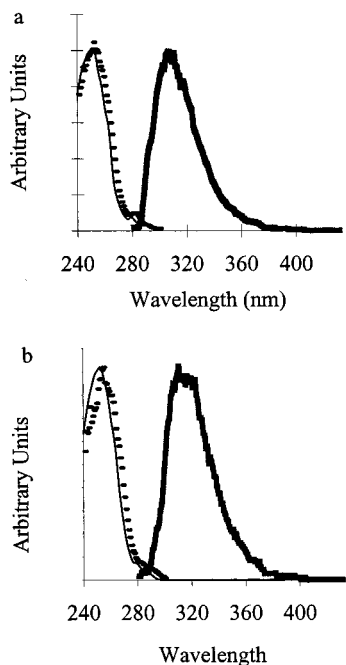 a
Arbitrary Units
240 280 320 360 400
Wavelength (nm)
b
Arbitrary Units
240 280 320 360 400
Wavelength